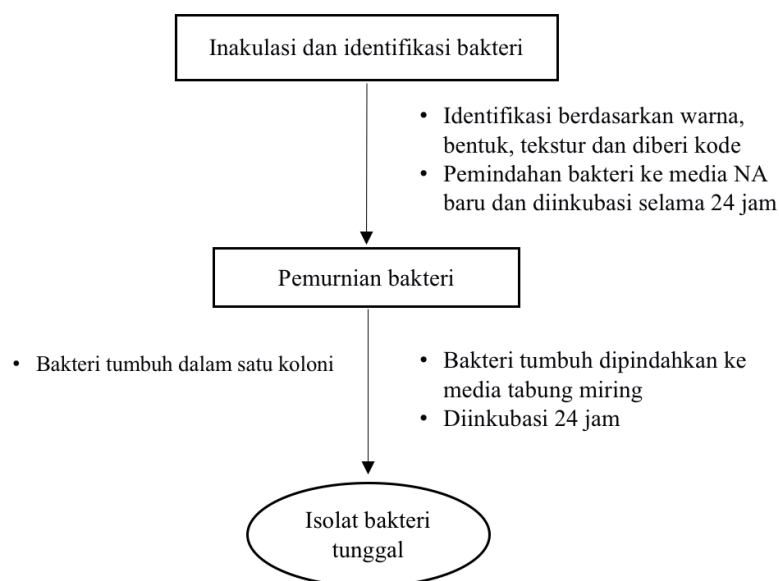 Inakulasi dan identifikasi bakteri
• Identifikasi berdasarkan warna,
bentuk, tekstur dan diberi kode
• Pemindahan bakteri ke media NA
baru dan diinkubasi selama 24 jam
Pemurnian bakteri
• Bakteri tumbuh dalam satu koloni
• Bakteri tumbuh dipindahkan ke
media tabung miring
• Diinkubasi 24 jam
Isolat bakteri
tunggal